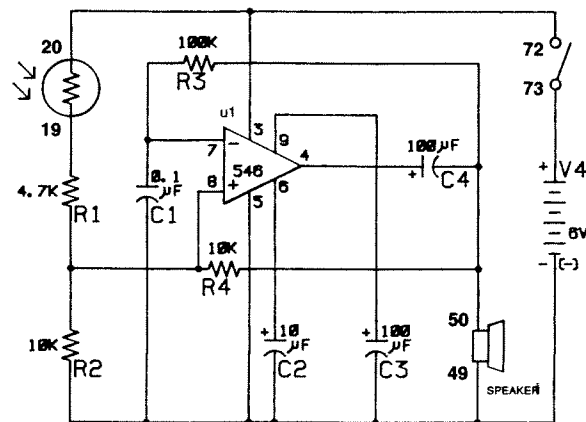 20
100K
R3
72
73
19
u1
3
9
7
-
546
4
100µF
+
C4
V4
+
8
+
5
6
4.7K
R1
0.1
µF
C1
6V
- (-)
10K
R4
50
10K
R2
+
10
µF
C2
+
100
µF
C3
49
SPEAKER